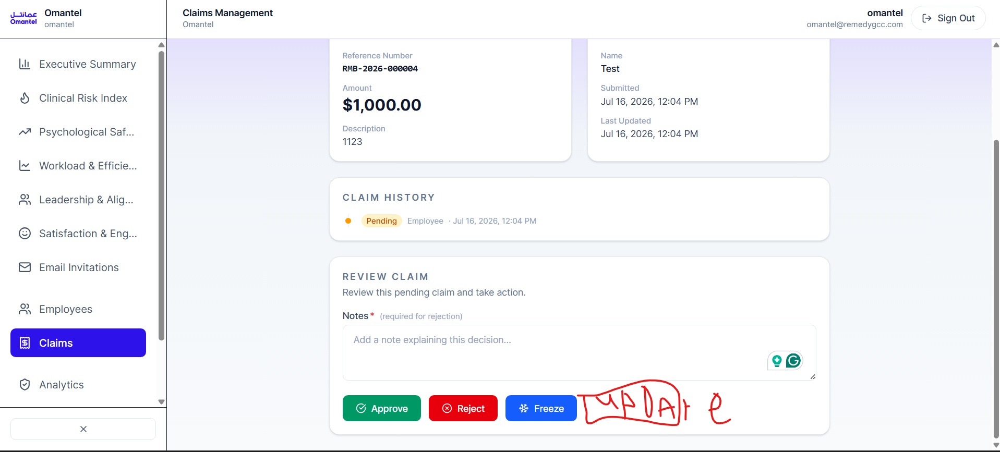 عمانتل
Omantel
Omantel
omantel
Claims Management
Omantel
omantel
omantel@remedygcc.com
Sign Out
Executive Summary
Clinical Risk Index
Psychological Saf...
Workload & Efficie...
Leadership & Alig...
Satisfaction & Eng...
Email Invitations
Employees
Claims
Analytics
Reference Number
RMB-2026-000004
Amount
$1,000.00
Description
1123
Name
Test
Submitted
Jul 16, 2026, 12:04 PM
Last Updated
Jul 16, 2026, 12:04 PM
CLAIM HISTORY
Pending Employee · Jul 16, 2026, 12:04 PM
REVIEW CLAIM
Review this pending claim and take action.
Notes* (required for rejection)
Add a note explaining this decision...
Approve Reject Freeze UPDATE